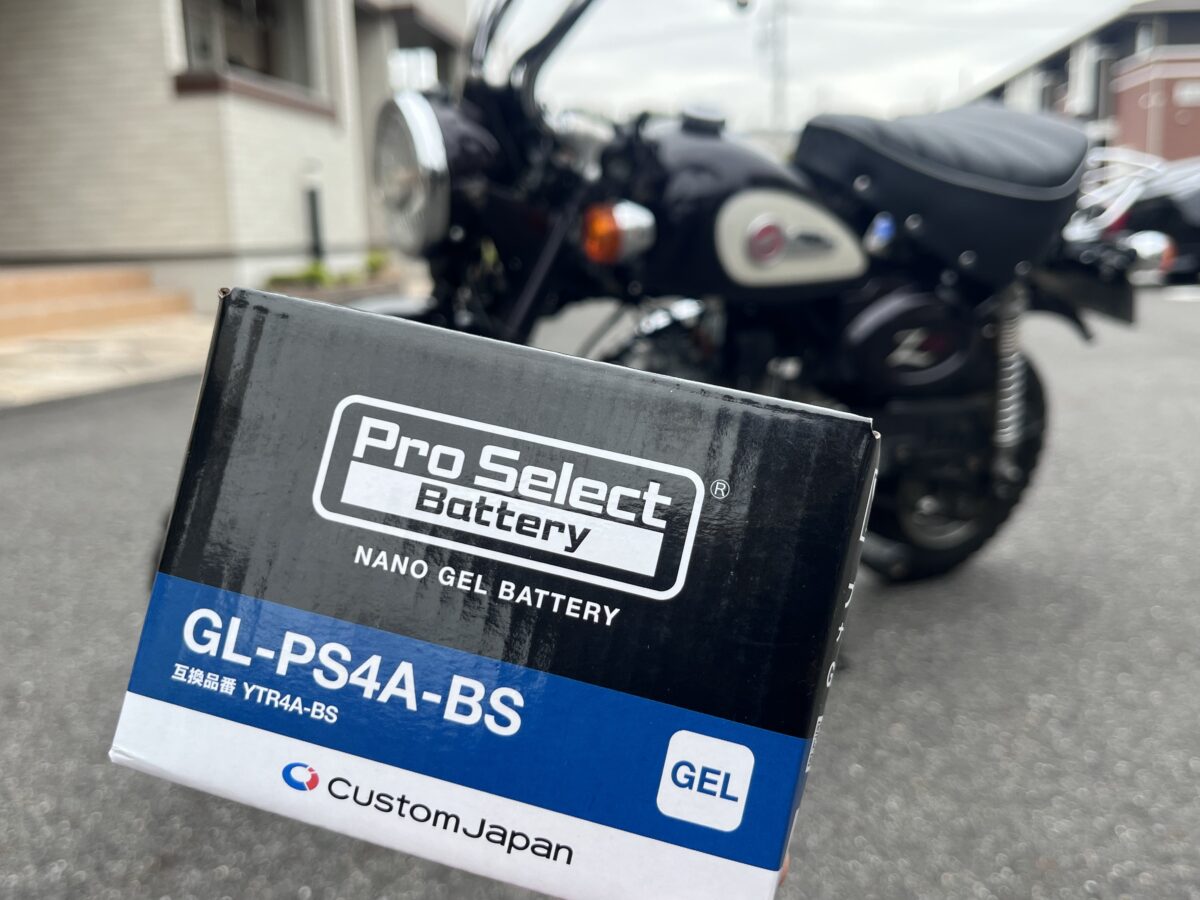 Pro Select
Battery
®
NANO GEL BATTERY
GL-PS4A-BS
互換品番 YTR4A-BS
GEL
CustomJapan